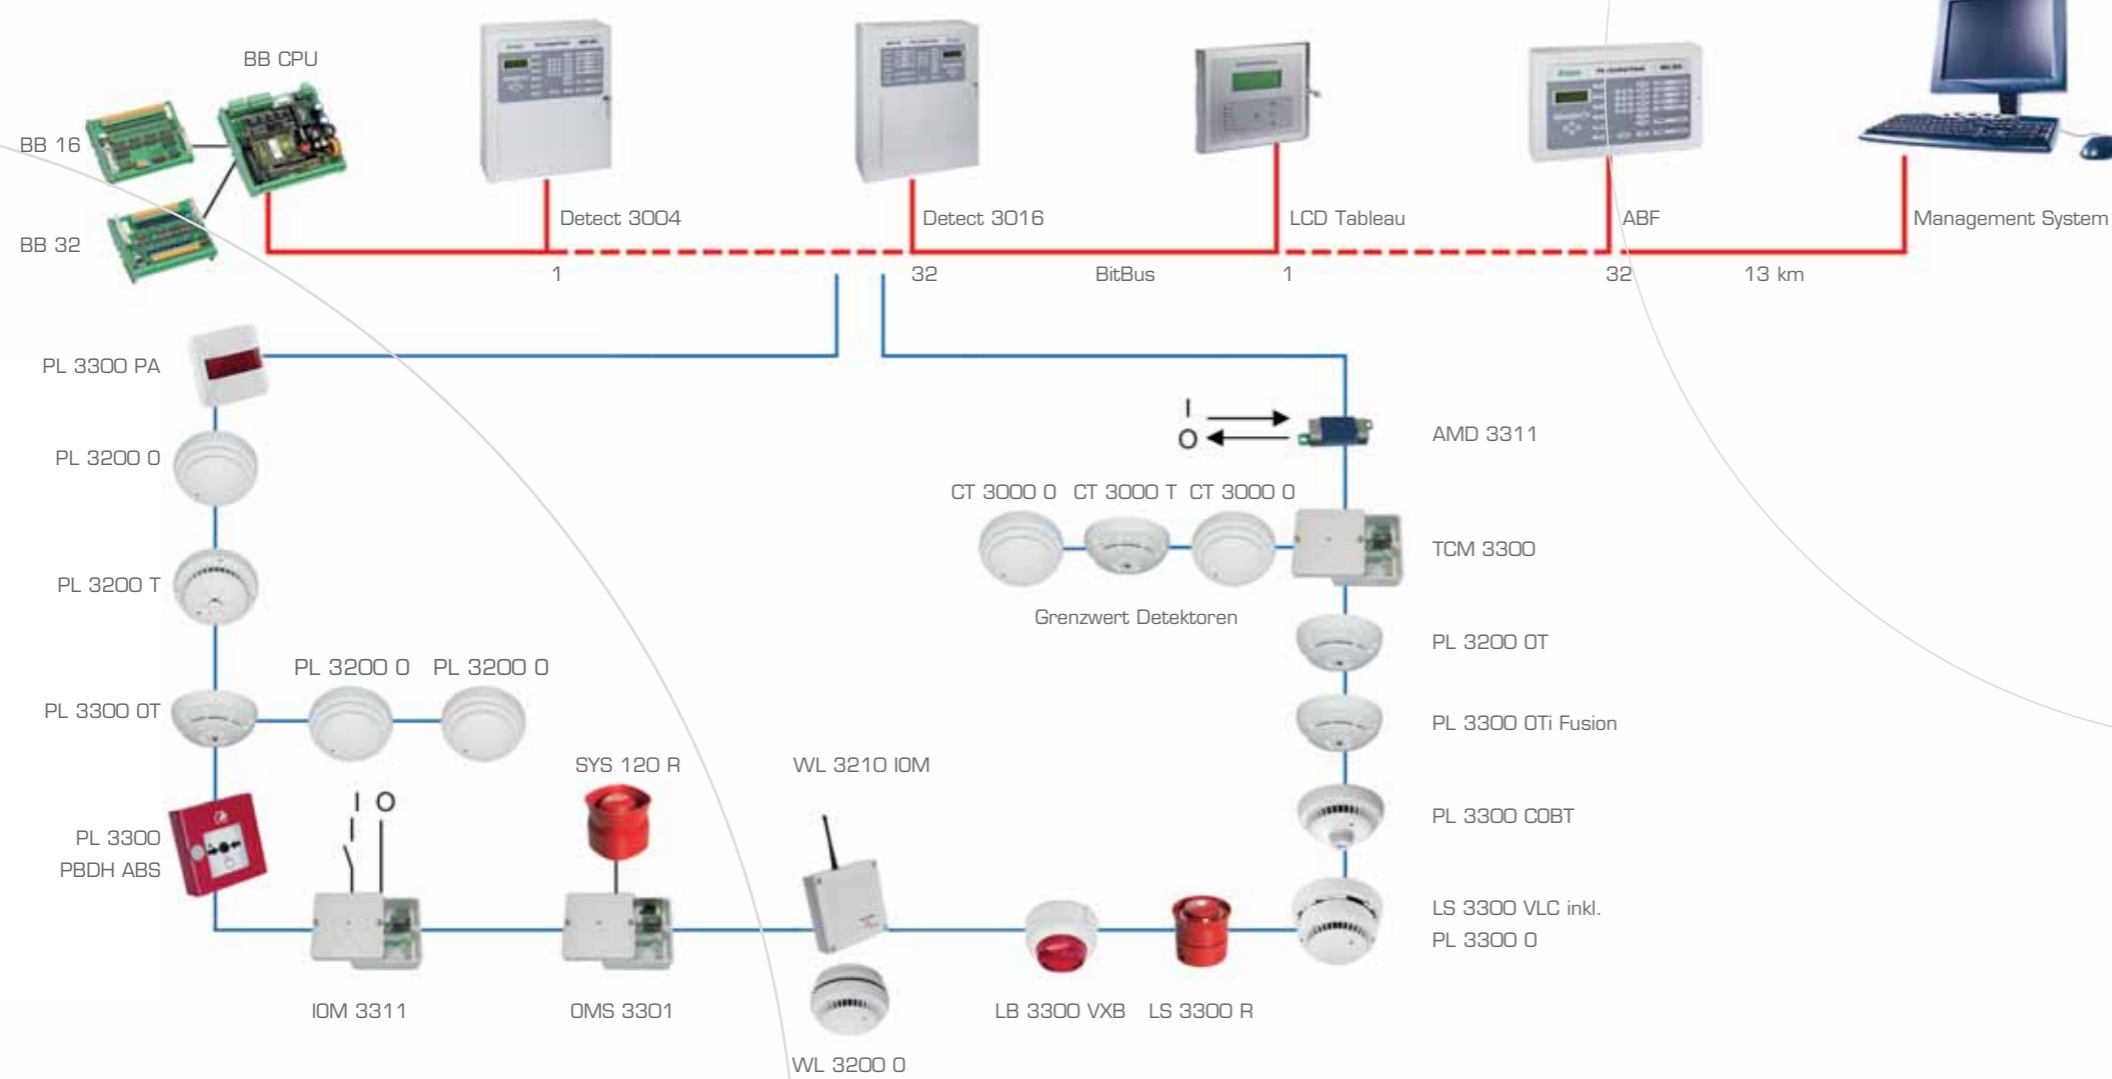 BB CPU
BB 16
BB 32
Detect 3004
Detect 3016
LCD Tableau
ABF
Management System
1
32
BitBus
1
32
13 km
PL 3300 PA
PL 3200 O
PL 3200 T
PL 3300 OT
PL 3200 O
PL 3200 O
PL 3300
PBDH ABS
I O
IOM 3311
SYS 120 R
OMS 3301
WL 3210 IOM
WL 3200 O
LB 3300 VXB
LS 3300 R
I
O
AMD 3311
CT 3000 O
CT 3000 T
CT 3000 O
TCM 3300
Grenzwert Detektoren
PL 3200 OT
PL 3300 OTi Fusion
PL 3300 COBT
LS 3300 VLC inkl.
PL 3300 O